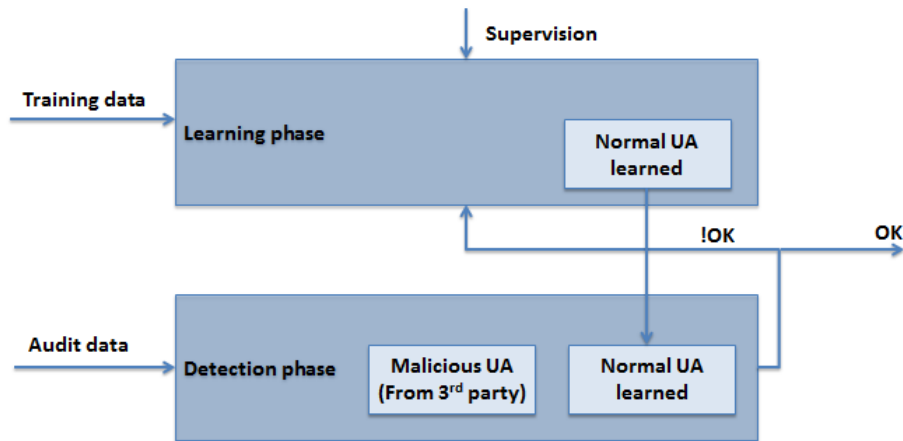 Supervision
Training data
Learning phase
Normal UA
learned
!OK
OK
Audit data
Detection phase
Malicious UA
(From 3rd party)
Normal UA
learned